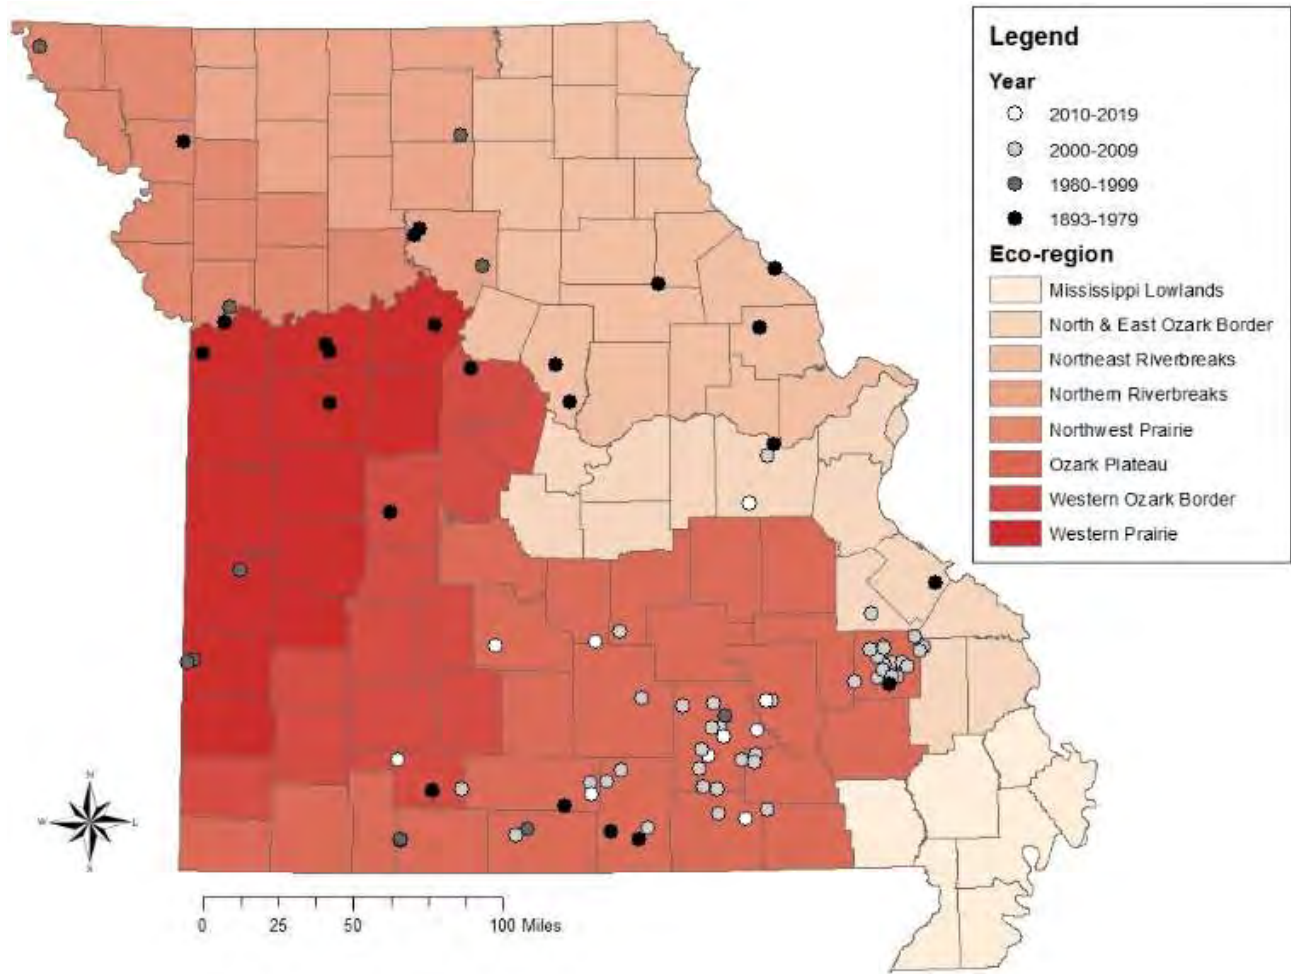 Legend
Year
2010-2019
2000-2009
1980-1999
1893-1979
Eco-region
Mississippi Lowlands
North & East Ozark Border
Northeast Riverbreaks
Northern Riverbreaks
Northwest Prairie
Ozark Plateau
Western Ozark Border
Western Prairie
N
W
0 25 50 100 Miles